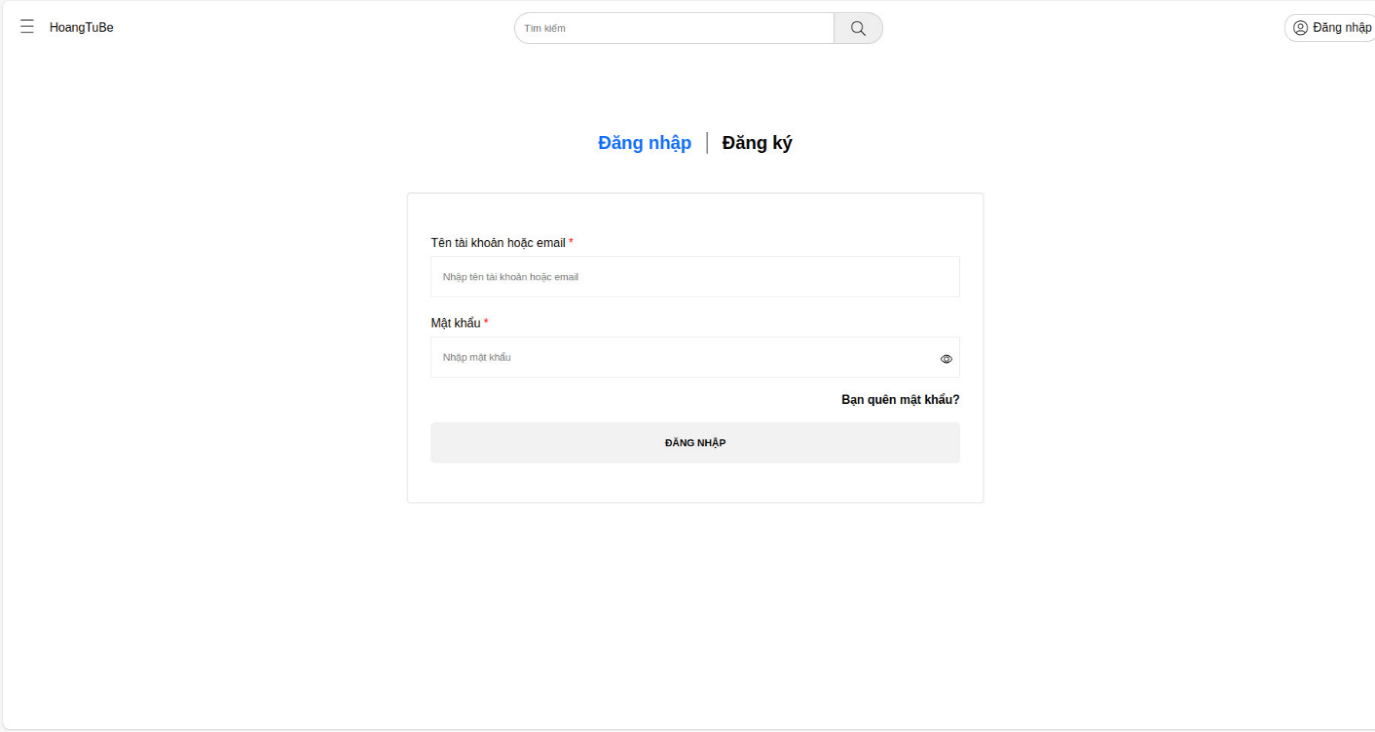 HoangTuBe
Tìm kiếm
Đăng nhập
Đăng nhập
Đăng ký
Tên tài khoản hoặc email *
Nhập tên tài khoản hoặc email
Mật khẩu *
Nhập mật khẩu
Bạn quên mật khẩu?
ĐĂNG NHẬP